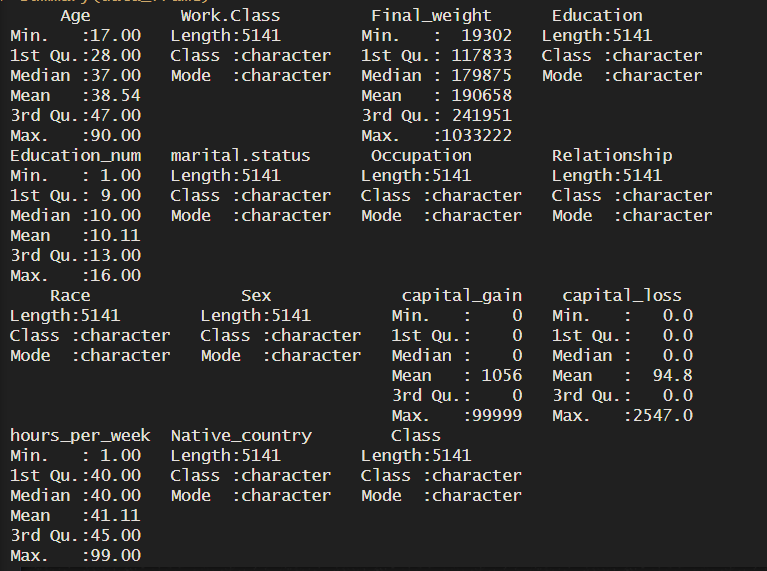 Age         Work.Class         Final_weight      Education
Min.   :17.00   Length:5141        Min.   :  19302   Length:5141
1st Qu.:28.00   Class :character   1st Qu.: 117833   Class :character
Median :37.00   Mode  :character   Median : 179875   Mode  :character
Mean   :38.54                      Mean   : 190658
3rd Qu.:47.00                      3rd Qu.: 241951
Max.   :90.00                      Max.   :1033222
Education_num   marital.status      Occupation        Relationship
Min.   : 1.00   Length:5141        Length:5141        Length:5141
1st Qu.: 9.00   Class :character   Class :character   Class :character
Median :10.00   Mode  :character   Mode  :character   Mode  :character
Mean   :10.11
3rd Qu.:13.00
Max.   :16.00
    Race               Sex             capital_gain    capital_loss
Length:5141        Length:5141        Min.   :    0   Min.   :   0.0
Class :character   Class :character   1st Qu.:    0   1st Qu.:   0.0
Mode  :character   Mode  :character   Median :    0   Median :   0.0
                                      Mean   : 1056   Mean   :  94.8
                                      3rd Qu.:    0   3rd Qu.:   0.0
                                      Max.   :99999   Max.   :2547.0
hours_per_week  Native_country        Class
Min.   : 1.00   Length:5141        Length:5141
1st Qu.:40.00   Class :character   Class :character
Median :40.00   Mode  :character   Mode  :character
Mean   :41.11
3rd Qu.:45.00
Max.   :99.00